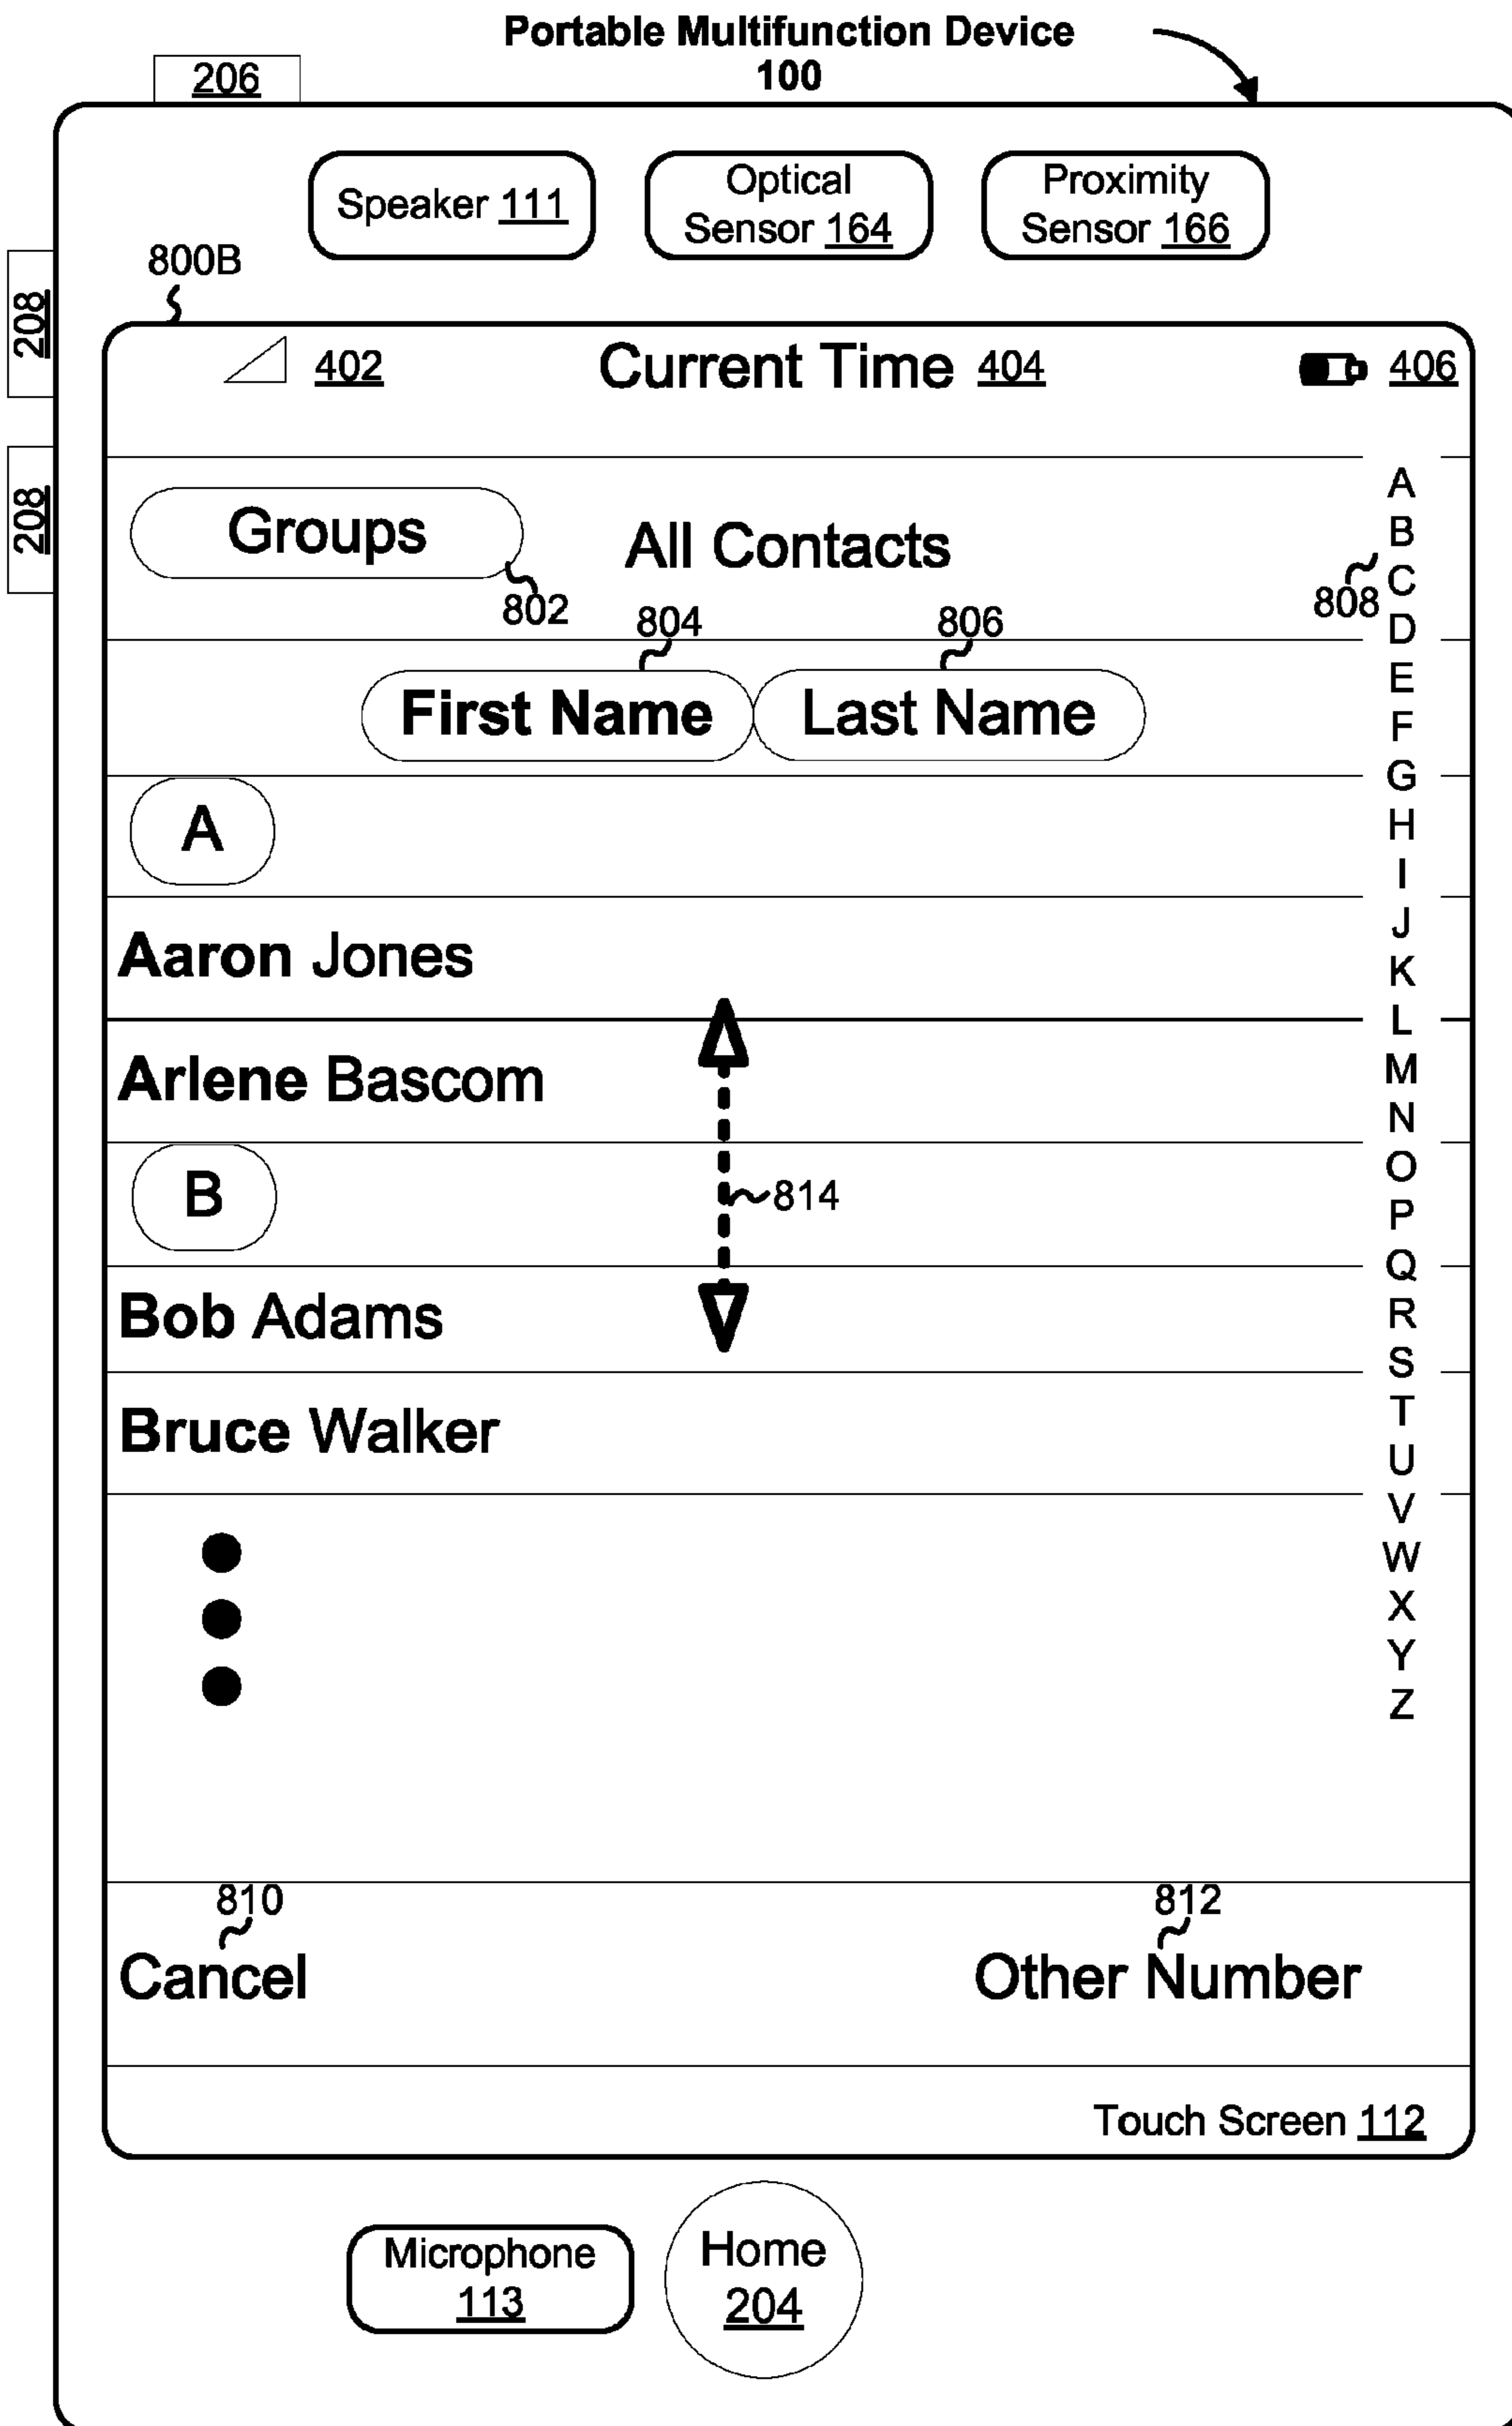 Portable Multifunction Device
100
206
Speaker 111
Optical
Sensor 164
Proximity
Sensor 166
800B
208
208
402
Current Time 404
406
Groups
802
All Contacts
808
804
806
First Name
Last Name
A
Aaron Jones
Arlene Bascom
B
814
Bob Adams
Bruce Walker
A
B
C
D
E
F
G
H
I
J
K
L
M
N
O
P
Q
R
S
T
U
V
W
X
Y
Z
810
812
Cancel
Other Number
Touch Screen 112
Microphone
113
Home
204